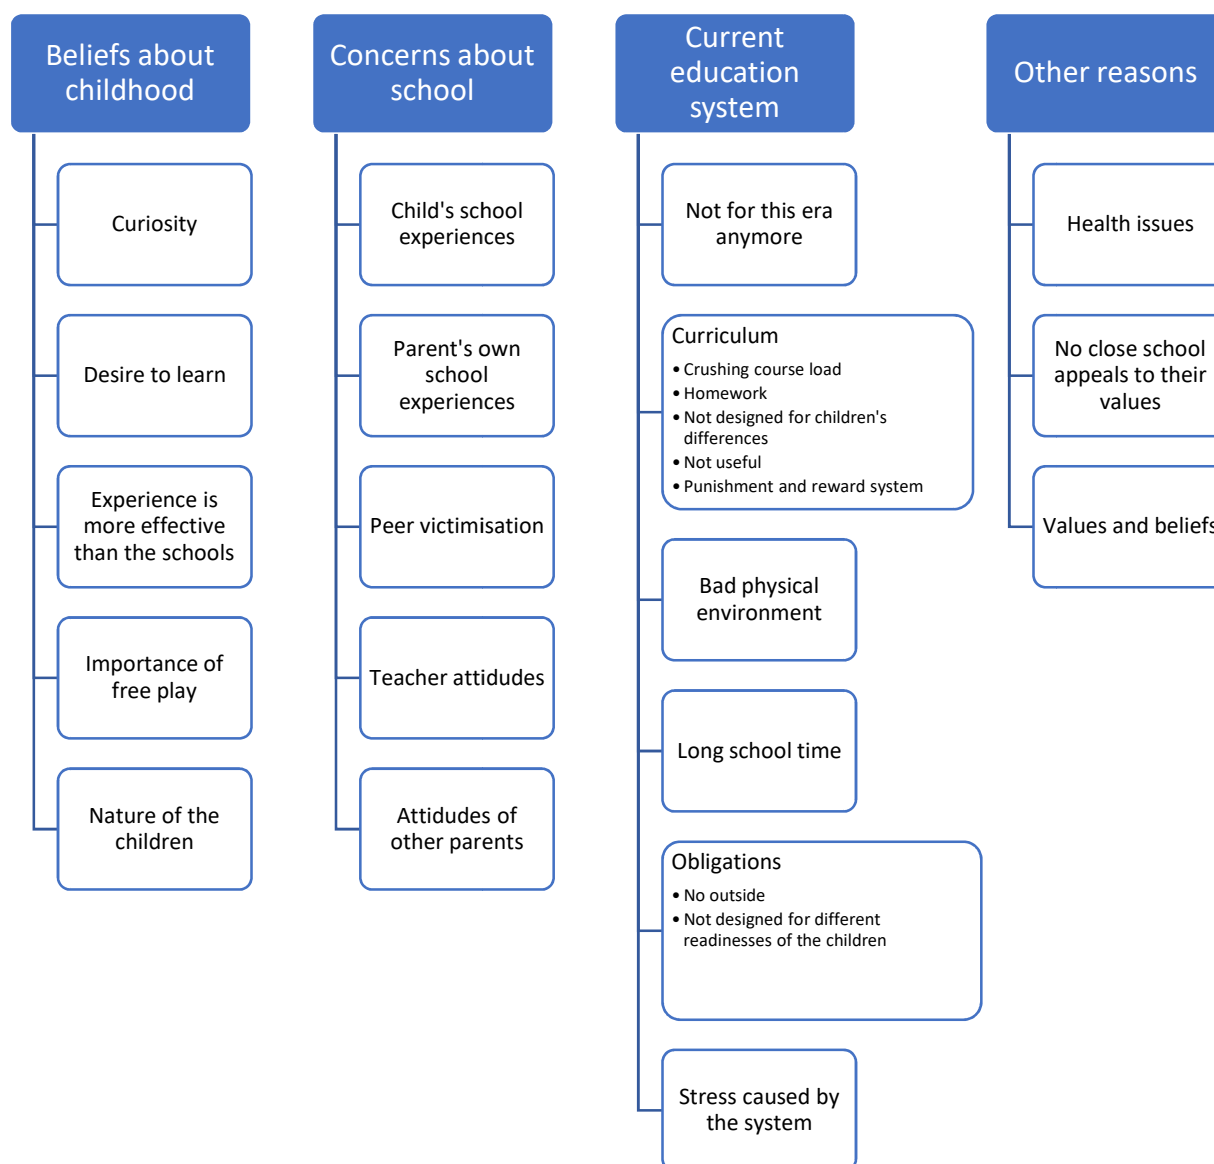 Beliefs about
childhood
Curiosity
Desire to learn
Experience is
more effective
than the schools
Importance of
free play
Nature of the
children
Concerns about
school
Child's school
experiences
Parent's own
school
experiences
Peer victimisation
Teacher attidudes
Attidudes of
other parents
Current
education
system
Not for this era
anymore
Curriculum
• Crushing course load
• Homework
• Not designed for children's
differences
• Not useful
• Punishment and reward system
Bad physical
environment
Long school time
Obligations
• No outside
• Not designed for different
readinesses of the children
Stress caused by
the system
Other reasons
Health issues
No close school
appeals to their
values
Values and beliefs